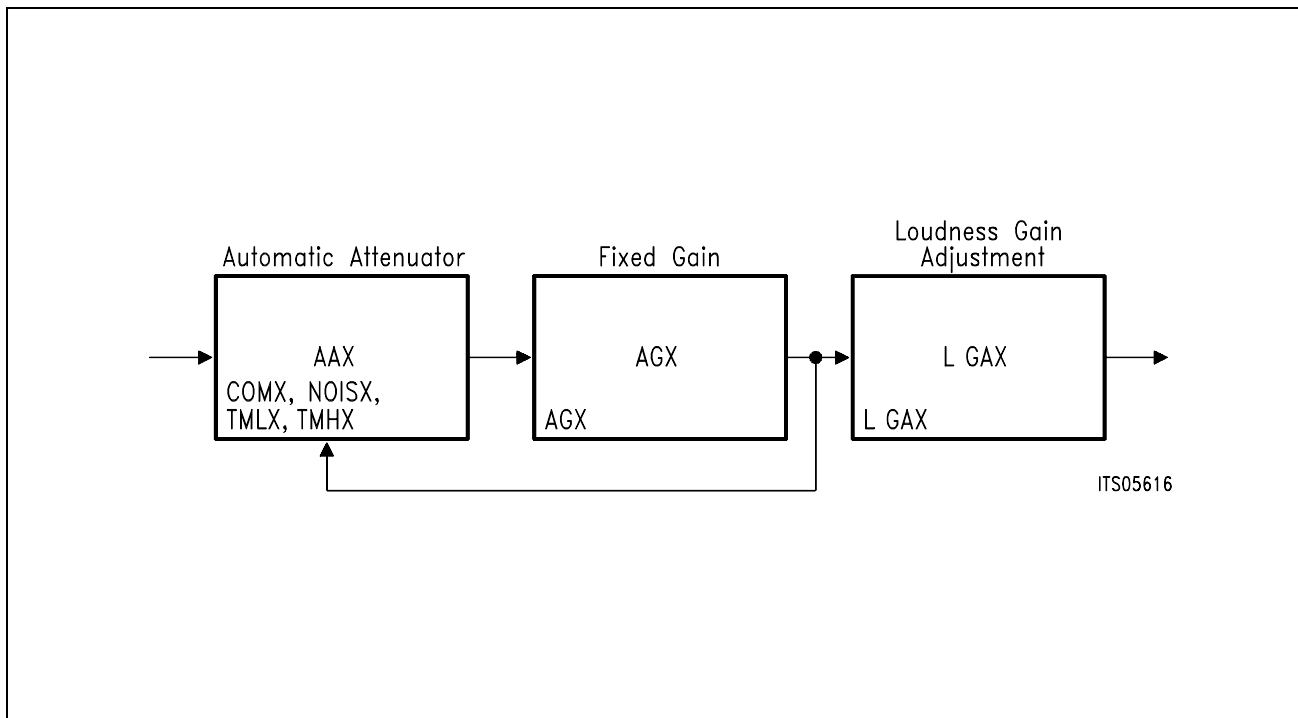 Automatic Attenuator
Fixed Gain
Loudness Gain
Adjustment
AAX
COMX, NOISX,
TMLX, TMHX
AGX
AGX
L GAX
L GAX
ITS05616